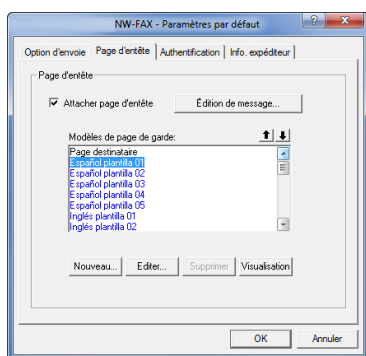 NW-FAX - Paramètres par défaut
Option d'envoie Page d'entête Authentification Info. expéditeur
Page d'entête
Attacher page d'entête Édition de message...
Modèles de page de garde:
Page destinataire
Español plantilla 01
Español plantilla 02
Español plantilla 03
Español plantilla 04
Español plantilla 05
Inglés plantilla 01
Inglés plantilla 02
Nouveau... Editer... Supprimer Visualisation
OK Annuler